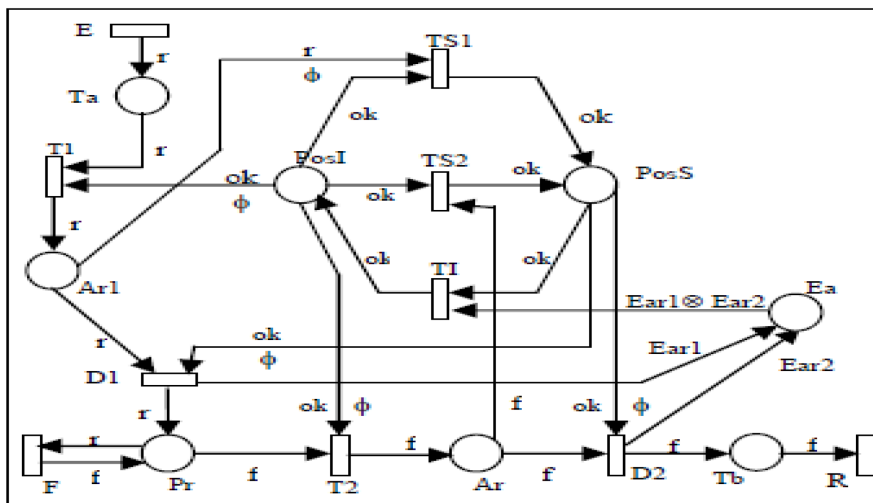 E
r
r
TS1
ϕ
Ta
ok
ok
r
T1
PosI
TS2
ok
ϕ
ok
ok
PosS
r
f
ok
TI
ok
Ar1
Ear1⊗ Ear2
Ea
r
ok
ϕ
Ear1
Ear2
D1
r
ok
ϕ
f
ok
ϕ
r
f
f
f
f
f
f
F
Pr
T2
Ar
D2
Tb
R